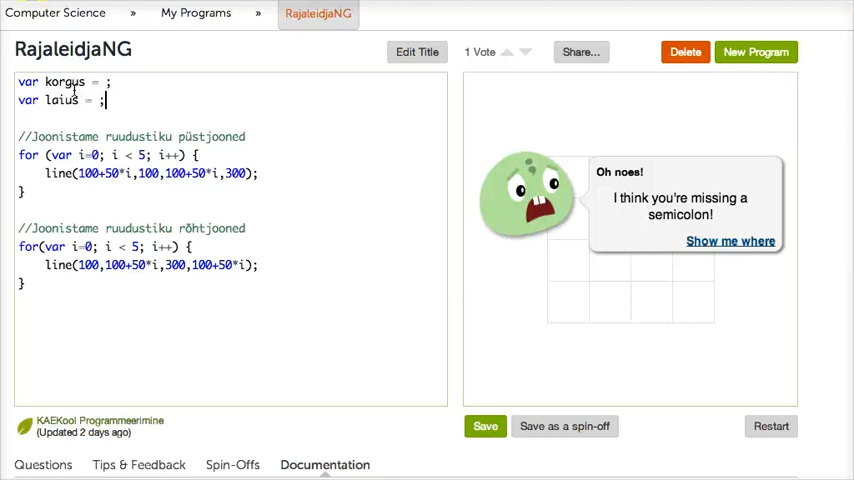 Computer Science » My Programs » RajaleidjaNG
RajaleidjaNG Edit Title 1 Vote Share... Delete New Program
var korgus = ;
var laius = ;
//Joonistame ruudustiku püstjooned
for (var i=0; i < 5; i++) {
line(100+50*i,100,100+50*i,300);
}
//Joonistame ruudustiku rõhtjooned
for(var i=0; i < 5; i++) {
line(100,100+50*i,300,100+50*i);
}
Oh noes!
I think you're missing a
semicolon!
Show me where
KAEKool Programmeerimine
(Updated 2 days ago)
Save Save as a spin-off Restart
Questions Tips & Feedback Spin-Offs Documentation